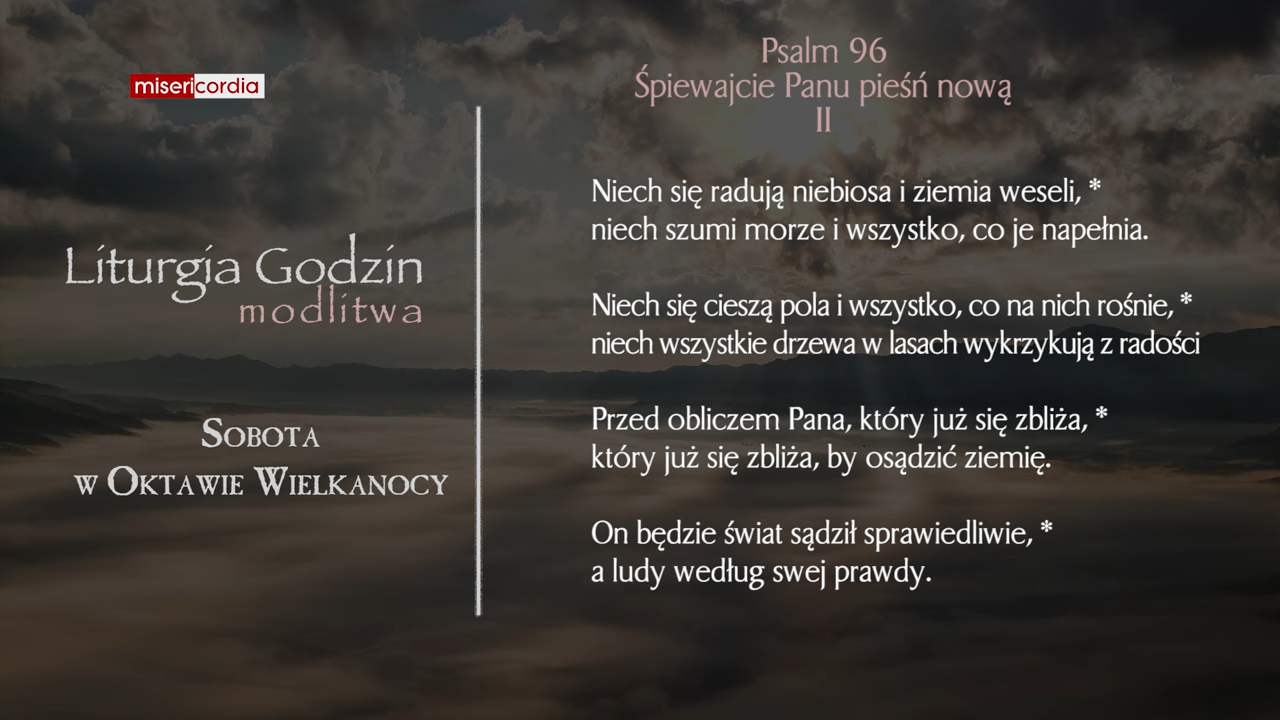 misericordia
Liturgia Godzin
modlitwa
Sobota
w Oktawie Wielkanocy
Psalm 96
Śpiewajcie Panu pieśń nową
II
Niech się radują niebiosa i ziemia weseli, *
niech szumi morze i wszystko, co je napełnia.
Niech się cieszą pola i wszystko, co na nich rośnie, *
niech wszystkie drzewa w lasach wykrzykują z radości
Przed obliczem Pana, który już się zbliża, *
który już się zbliża, by osądzić ziemię.
On będzie świat sądził sprawiedliwie, *
a ludy według swej prawdy.